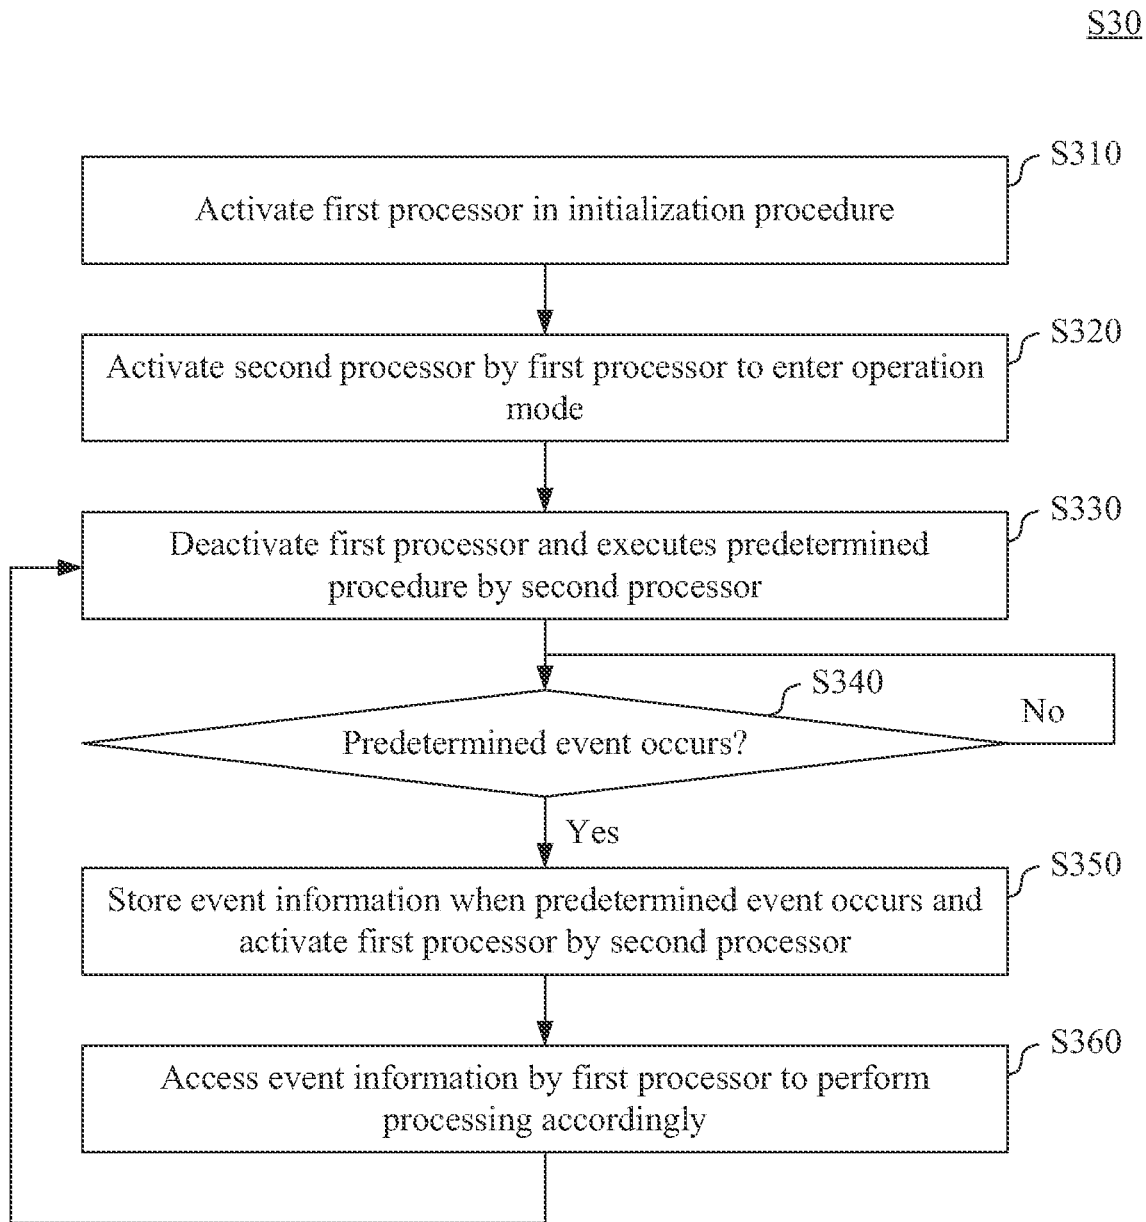 S30
S310
Activate first processor in initialization procedure
S320
Activate second processor by first processor to enter operation
mode
S330
Deactivate first processor and executes predetermined
procedure by second processor
S340
No
Predetermined event occurs?
Yes
S350
Store event information when predetermined event occurs and
activate first processor by second processor
S360
Access event information by first processor to perform
processing accordingly